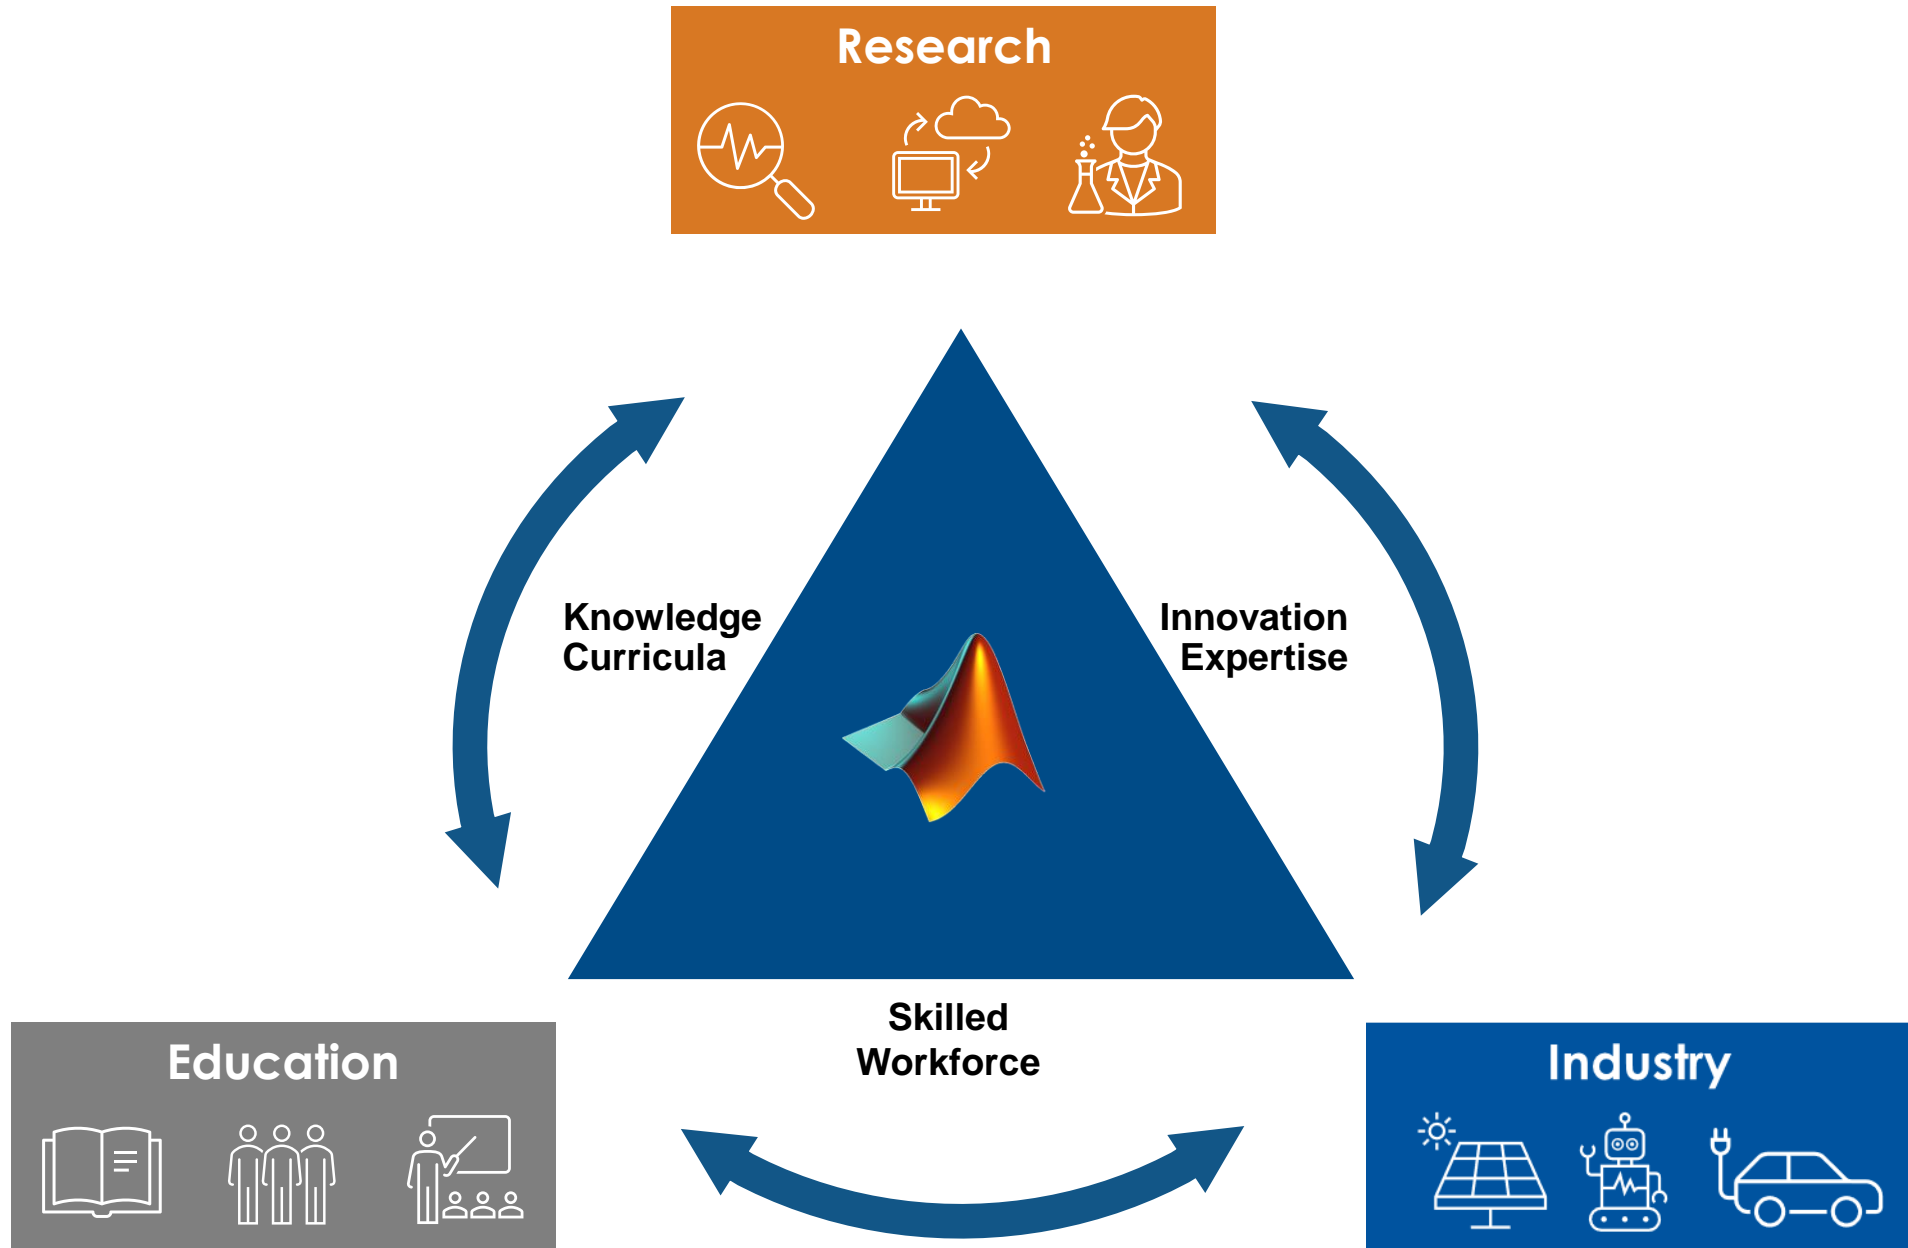 Research
Knowledge
Curricula
Innovation
Expertise
Skilled
Workforce
Education
Industry